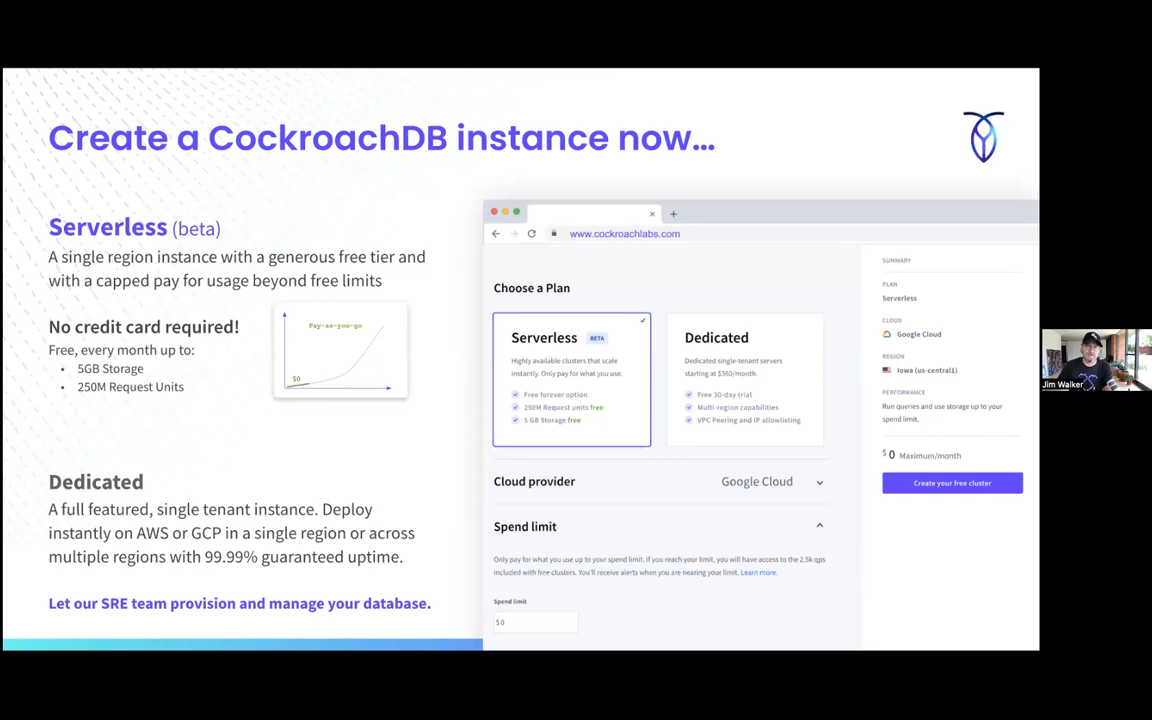 Create a CockroachDB instance now...
Serverless (beta)
A single region instance with a generous free tier and
with a capped pay for usage beyond free limits
No credit card required!
Free, every month up to:
• 5GB Storage
• 250M Request Units
Pay-as-you-go
$0
Dedicated
A full featured, single tenant instance. Deploy
instantly on AWS or GCP in a single region or across
multiple regions with 99.99% guaranteed uptime.
Let our SRE team provision and manage your database.
www.cockroachlabs.com
Choose a Plan
Serverless BETA
Highly available clusters that scale
instantly. Only pay for what you use.
Free forever option
250M Request units free
5 GB Storage free
Dedicated
Dedicated single-tenant servers
starting at $360/month.
Free 30-day trial
Multi-region capabilities
VPC Peering and IP allowlisting
Cloud provider
Google Cloud
Spend limit
Only pay for what you use up to your spend limit. If you reach your limit, you will have access to the 2.5k qps
included with free clusters. You'll receive alerts when you are nearing your limit. Learn more.
Spend limit
$0
SUMMARY
PLAN
Serverless
CLOUD
Google Cloud
REGION
Iowa (us-central1)
PERFORMANCE
Run queries and use storage up to your
spend limit.
$0 Maximum/month
Create your free cluster
Jim Walker